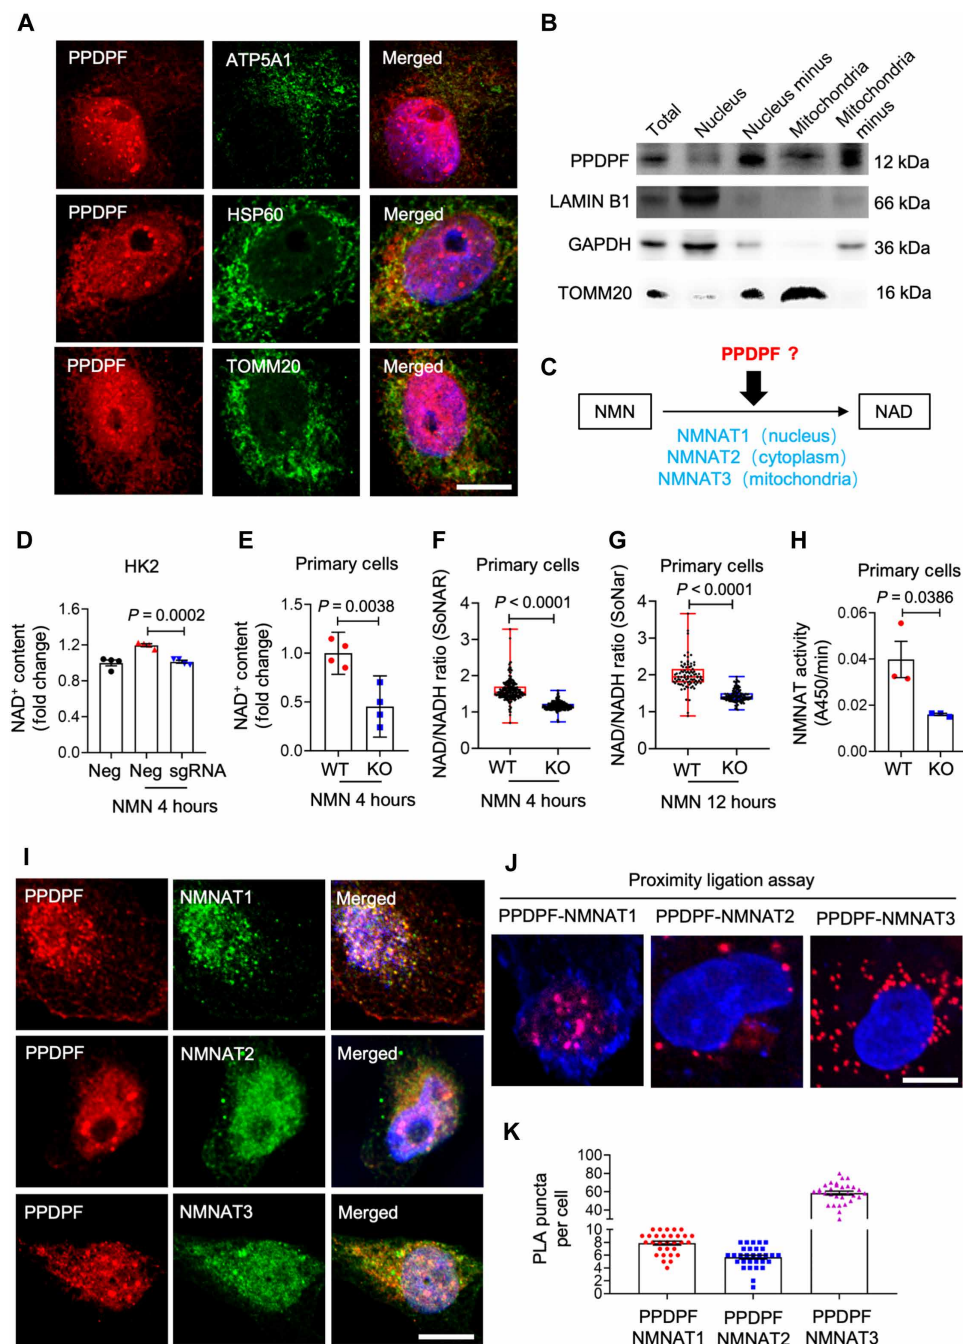 A
PPDPF
ATP5A1
Merged
PPDPF
HSP60
Merged
PPDPF
TOMM20
Merged
B
Total
Nucleus
Nucleus minus
Mitochondria
Mitochondria
minus
PPDPF
12 kDa
LAMIN B1
66 kDa
GAPDH
36 kDa
TOMM20
16 kDa
C
PPDPF ?
NMN
NAD
NMNAT1 (nucleus)
NMNAT2 (cytoplasm)
NMNAT3 (mitochondria)
D
HK2
P = 0.0002
NAD+ content
(fold change)
1.6
1.2
0.8
0.4
0.0
Neg
Neg
sgRNA
NMN 4 hours
E
Primary cells
P = 0.0038
NAD+ content
(fold change)
1.5
1.0
0.5
0.0
WT
KO
NMN 4 hours
F
Primary cells
P < 0.0001
NAD/NADH ratio (SoNAR)
4
3
2
1
0
WT
KO
NMN 4 hours
G
Primary cells
P < 0.0001
NAD/NADH ratio (SoNar)
4
3
2
1
0
WT
KO
NMN 12 hours
H
Primary cells
P = 0.0386
NMNAT activity
(A450/min)
0.06
0.04
0.02
0.00
WT
KO
I
PPDPF
NMNAT1
Merged
PPDPF
NMNAT2
Merged
PPDPF
NMNAT3
Merged
J
Proximity ligation assay
PPDPF-NMNAT1
PPDPF-NMNAT2
PPDPF-NMNAT3
K
PLA puncta
per cell
100
80
60
40
20
10
8
6
4
2
0
PPDPF
NMNAT1
PPDPF
NMNAT2
PPDPF
NMNAT3